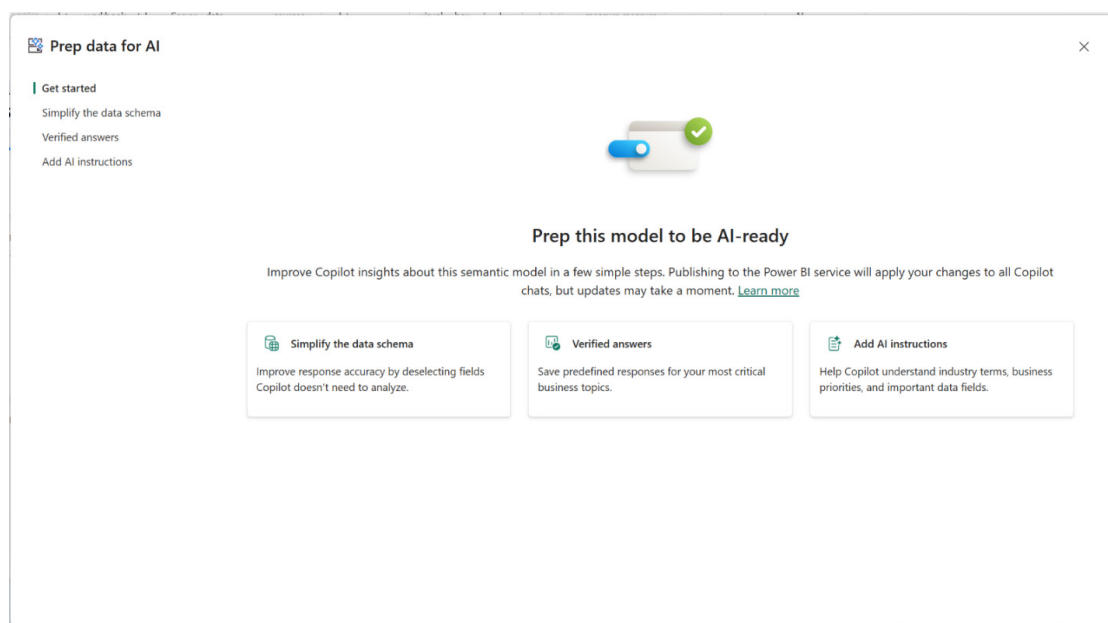 Prep data for AI
Get started
Simplify the data schema
Verified answers
Add AI instructions
Prep this model to be AI-ready
Improve Copilot insights about this semantic model in a few simple steps. Publishing to the Power BI service will apply your changes to all Copilot
chats, but updates may take a moment. Learn more
Simplify the data schema
Improve response accuracy by deselecting fields
Copilot doesn't need to analyze.
Verified answers
Save predefined responses for your most critical
business topics.
Add AI instructions
Help Copilot understand industry terms, business
priorities, and important data fields.